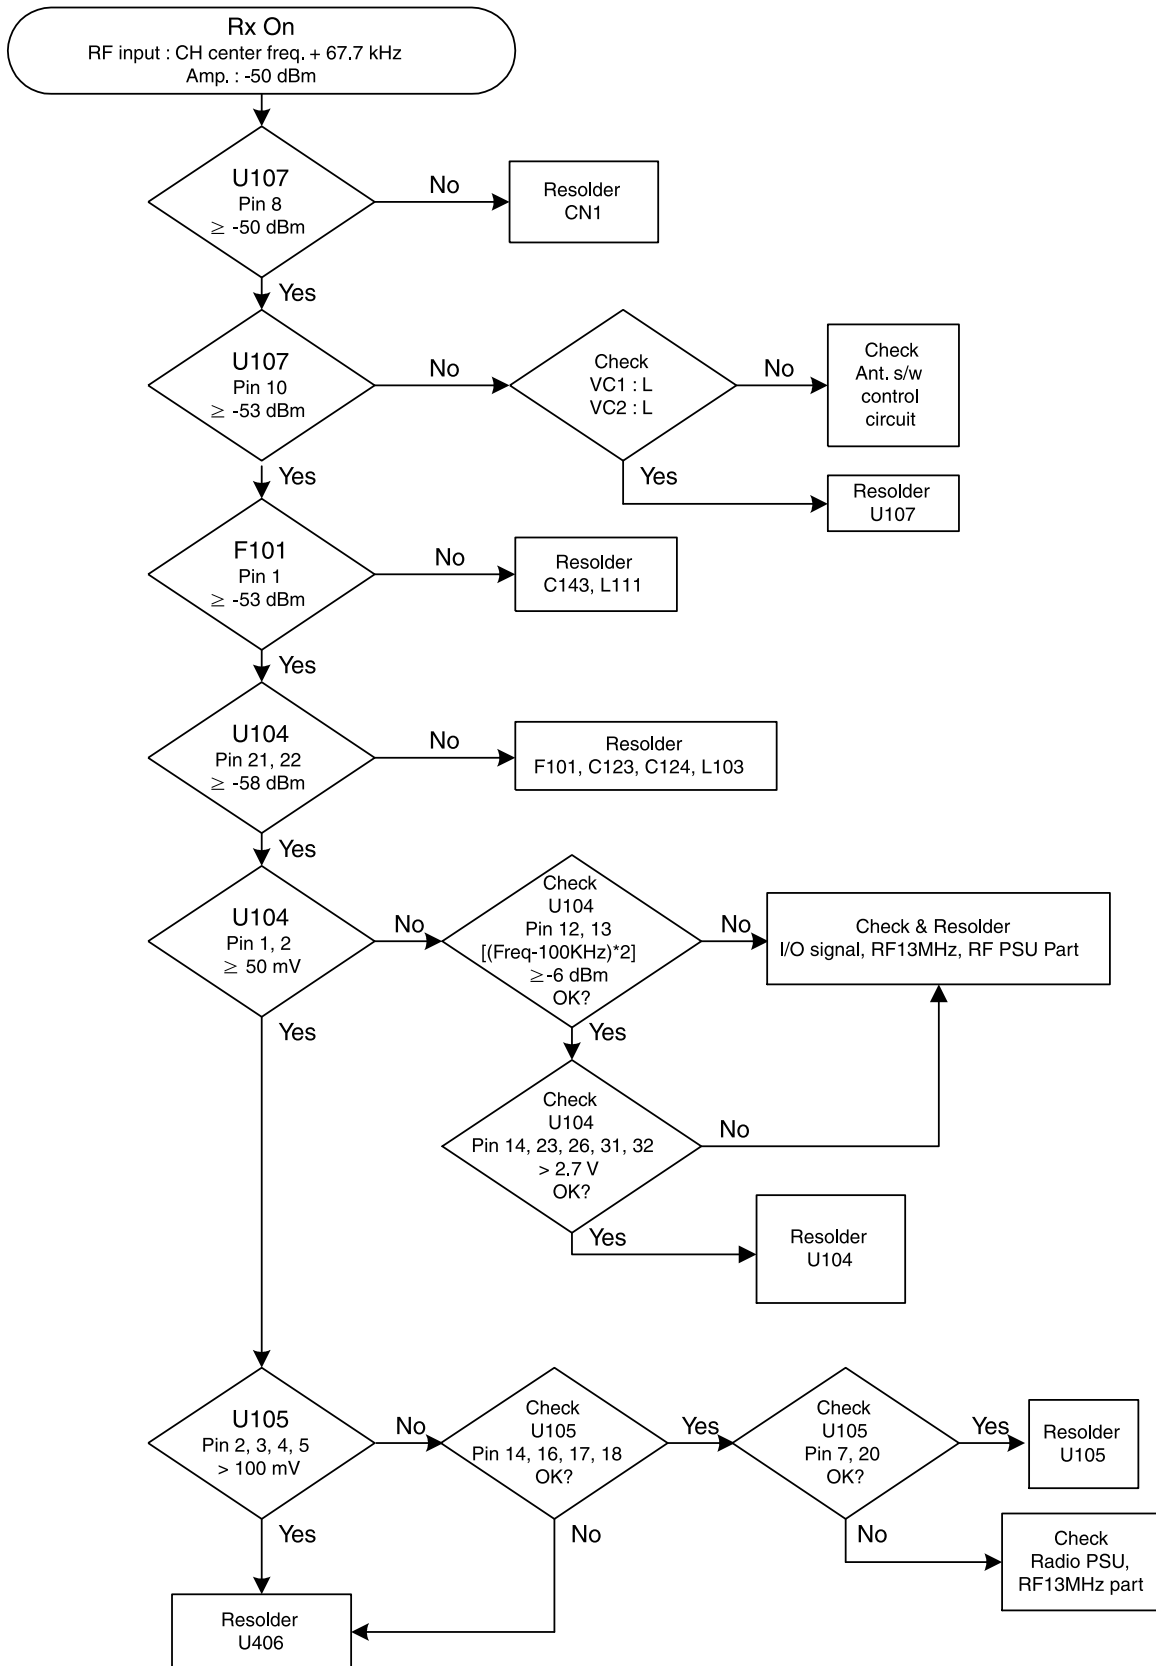 Rx On
RF input : CH center freq. + 67.7 kHz
Amp. : -50 dBm
U107
Pin 8
≥ -50 dBm
No
Resolder
CN1
Yes
U107
Pin 10
≥ -53 dBm
No
Check
VC1 : L
VC2 : L
No
Check
Ant. s/w
control
circuit
Yes
Yes
Resolder
U107
F101
Pin 1
≥ -53 dBm
No
Resolder
C143, L111
Yes
U104
Pin 21, 22
≥ -58 dBm
No
Resolder
F101, C123, C124, L103
Yes
U104
Pin 1, 2
≥ 50 mV
No
Check
U104
Pin 12, 13
[(Freq-100KHz)*2]
≥-6 dBm
OK?
No
Check & Resolder
I/O signal, RF13MHz, RF PSU Part
Yes
Yes
Check
U104
Pin 14, 23, 26, 31, 32
> 2.7 V
OK?
No
Yes
Resolder
U104
U105
Pin 2, 3, 4, 5
> 100 mV
No
Check
U105
Pin 14, 16, 17, 18
OK?
Yes
Check
U105
Pin 7, 20
OK?
Yes
Resolder
U105
Yes
No
No
Check
Radio PSU,
RF13MHz part
Resolder
U406